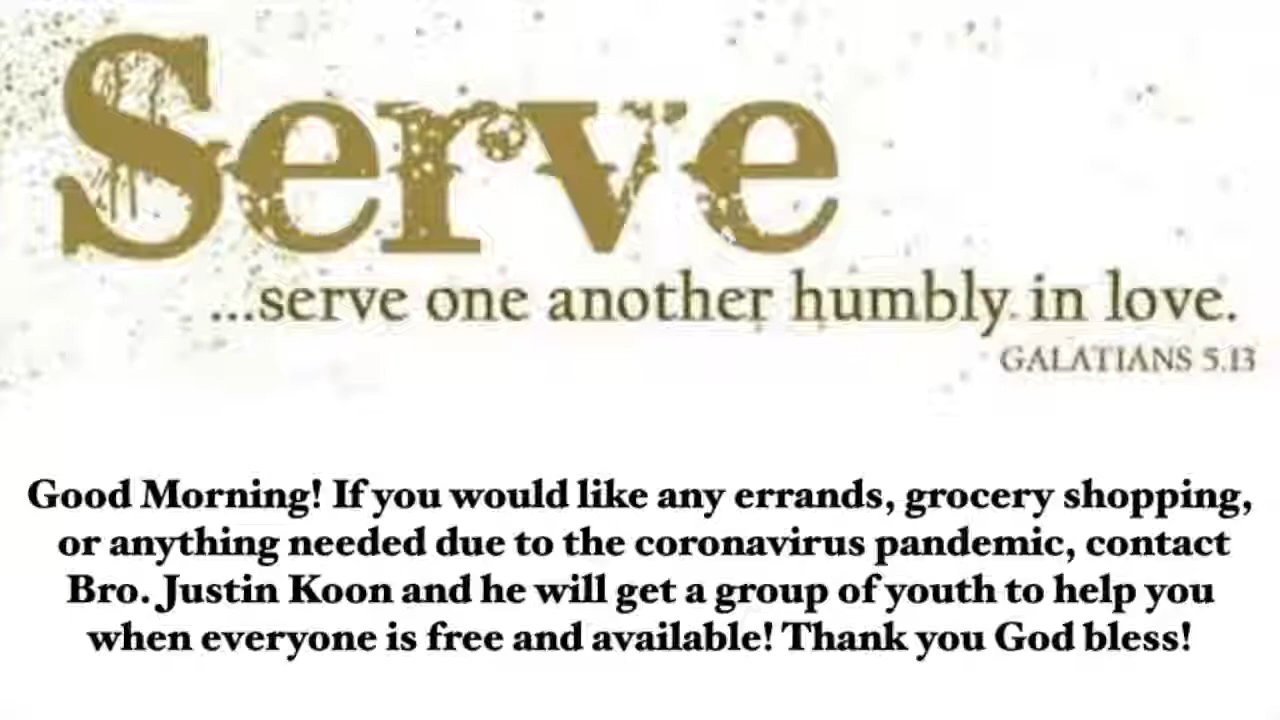 Serve
...serve one another humbly in love.
GALATIANS 5.13
Good Morning! If you would like any errands, grocery shopping,
or anything needed due to the coronavirus pandemic, contact
Bro. Justin Koon and he will get a group of youth to help you
when everyone is free and available! Thank you God bless!